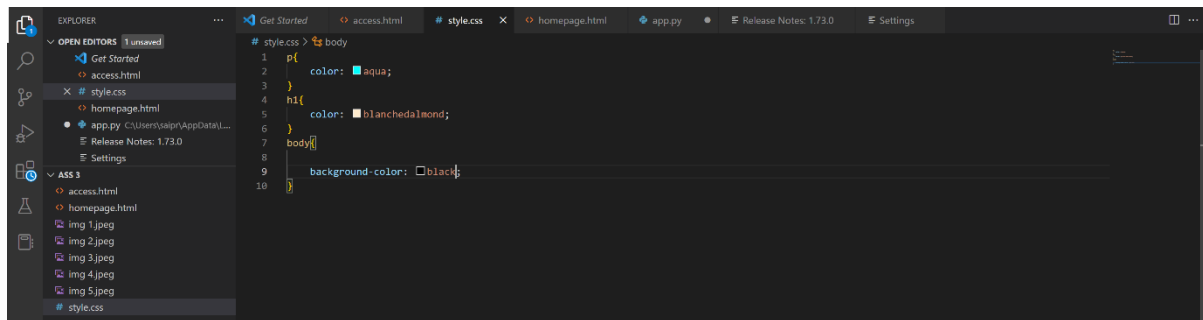 EXPLORER ...
OPEN EDITORS 1 unsaved
Get Started
<> access.html
# style.css
<> homepage.html
app.py C:\Users\saipr\AppData\L...
Release Notes: 1.73.0
Settings
ASS 3
<> access.html
<> homepage.html
img 1.jpeg
img 2.jpeg
img 3.jpeg
img 4.jpeg
img 5.jpeg
# style.css
Get Started <> access.html # style.css <> homepage.html app.py Release Notes: 1.73.0 Settings ...
# style.css > body
1 p{
2 color: aqua;
3 }
4 h1{
5 color: blanchedalmond;
6 }
7 body{
8
9 background-color: black;
10 }
1